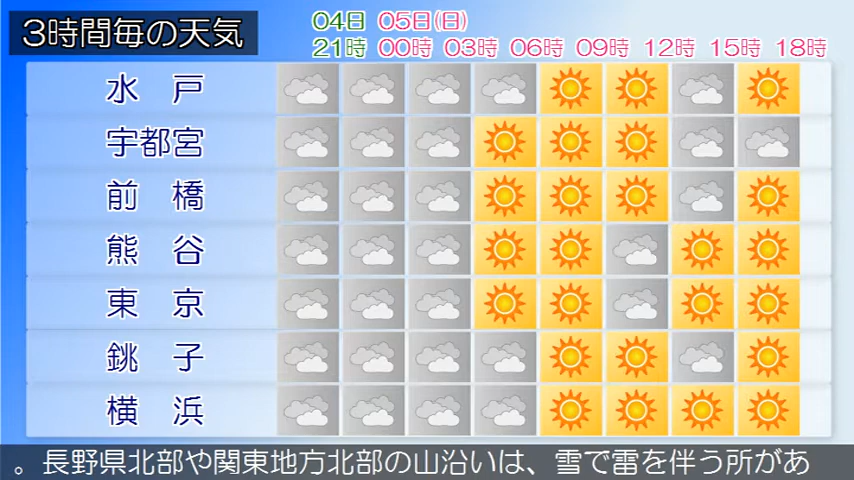 3時間毎の天気
04日 05日(日)
21時 00時 03時 06時 09時 12時 15時 18時
水 戸
宇都宮
前 橋
熊 谷
東 京
銚 子
横 浜
。長野県北部や関東地方北部の山沿いは、雪で雷を伴う所があ